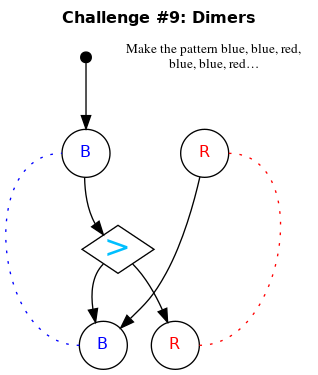 Challenge #9: Dimers
Make the pattern blue, blue, red,
blue, blue, red…
B
R
>
B
R